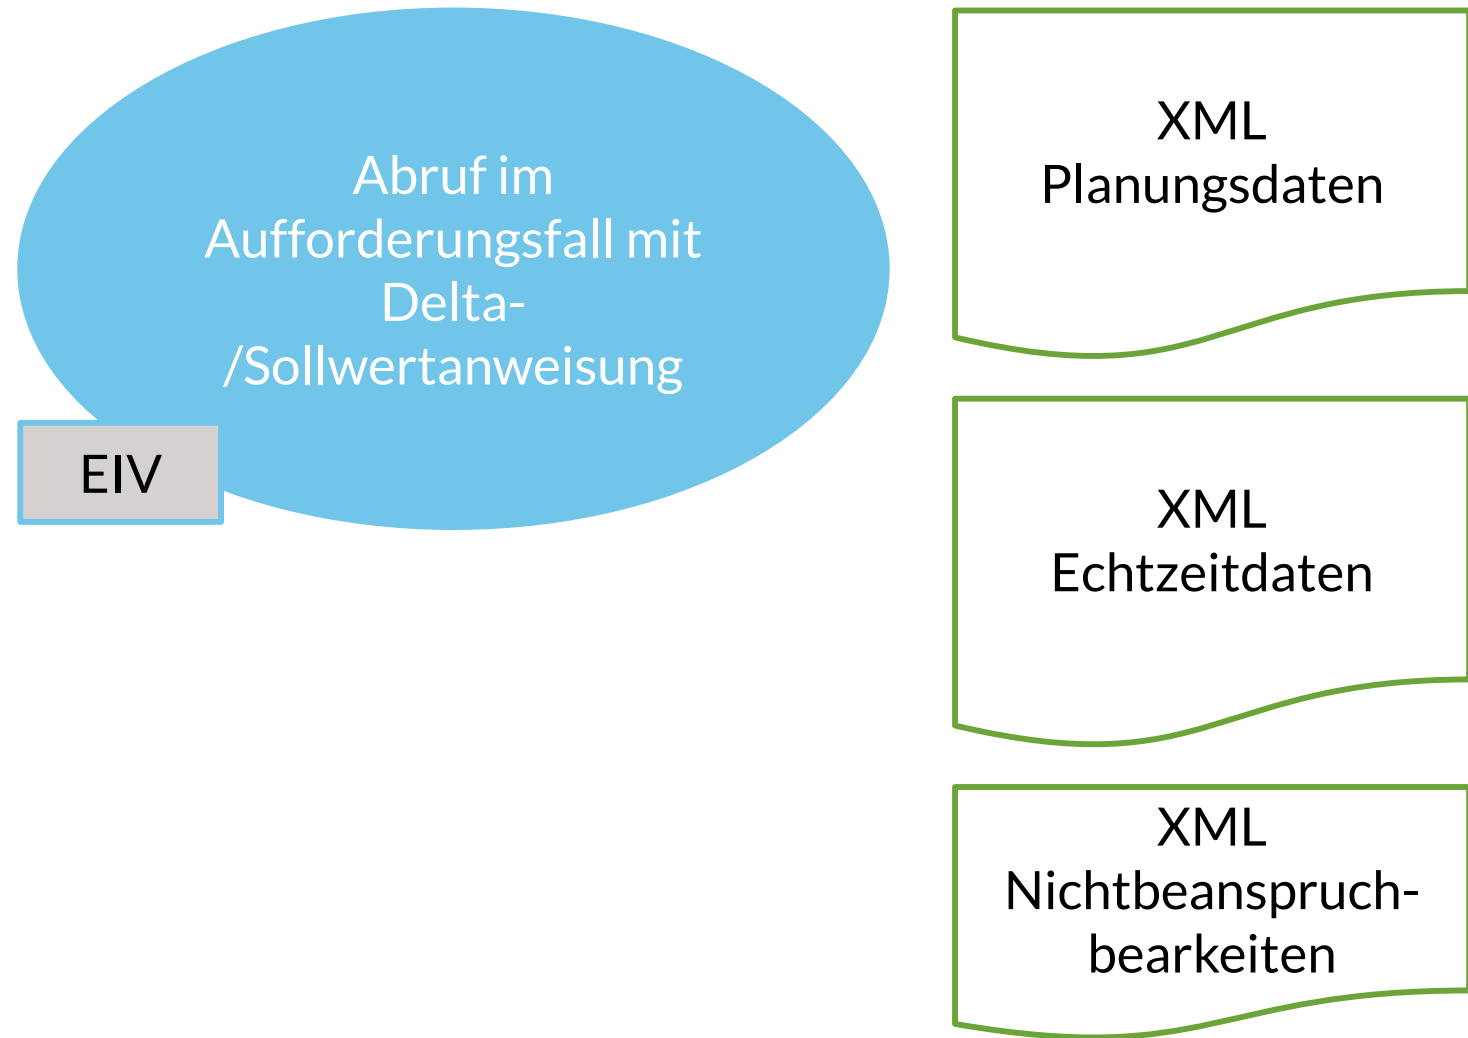 Abruf im
Aufforderungsfall mit
Delta-
/Sollwertanweisung
EIV
XML
Planungsdaten
XML
Echtzeitdaten
XML
Nichtbeanspruch-
bearkeiten